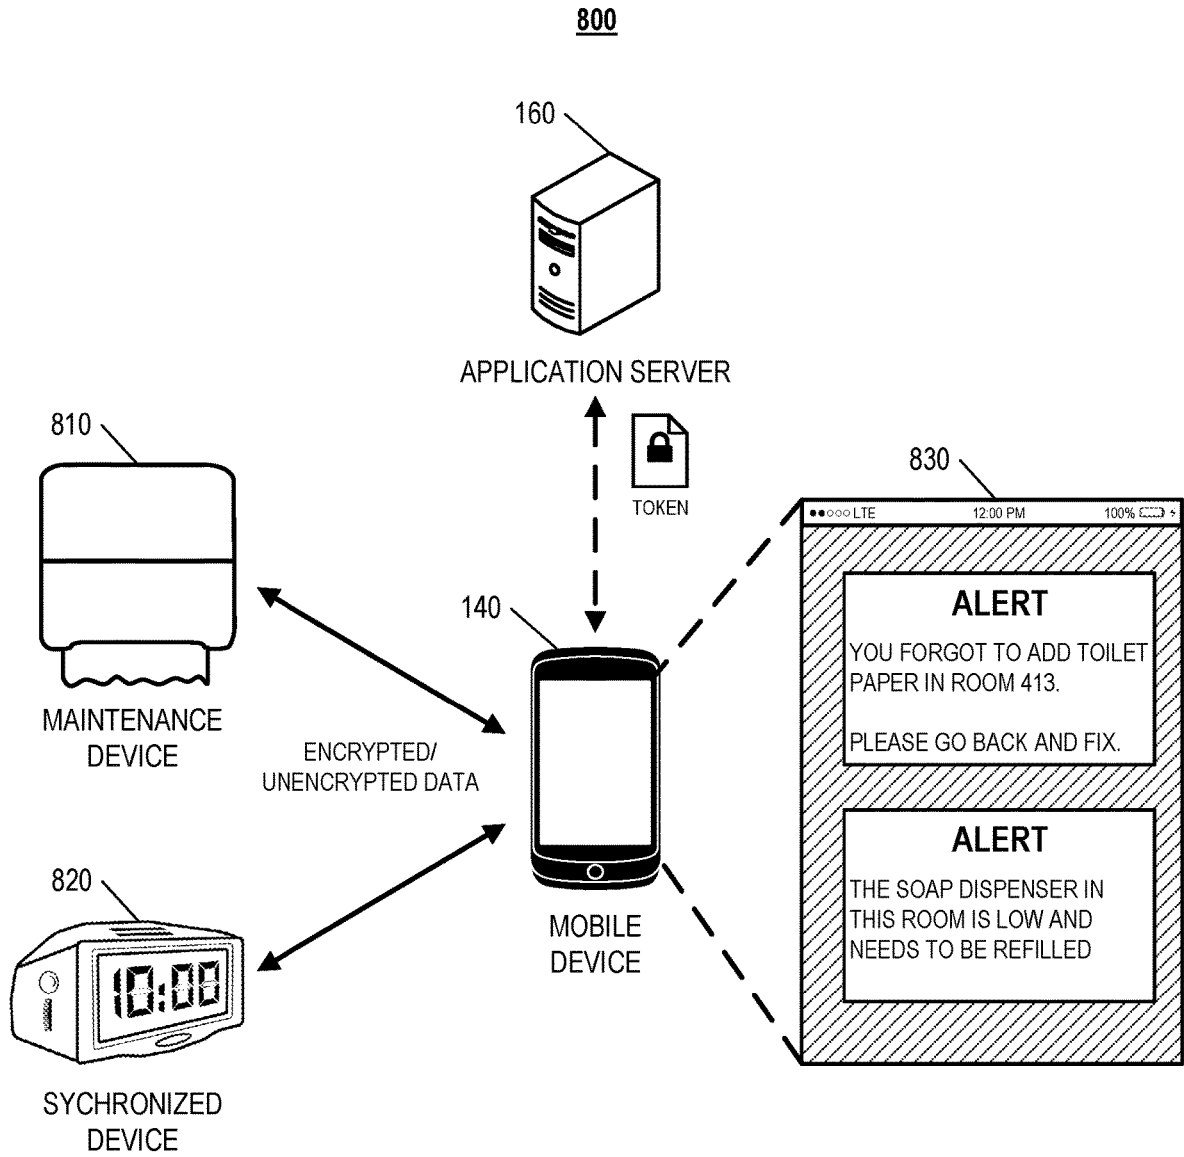 800
160
APPLICATION SERVER
TOKEN
810
MAINTENANCE
DEVICE
140
ENCRYPTED/
UNENCRYPTED DATA
820
10:00
SYCHRONIZED
DEVICE
MOBILE
DEVICE
830
LTE 12:00 PM 100%
ALERT
YOU FORGOT TO ADD TOILET
PAPER IN ROOM 413.
PLEASE GO BACK AND FIX.
ALERT
THE SOAP DISPENSER IN
THIS ROOM IS LOW AND
NEEDS TO BE REFILLED